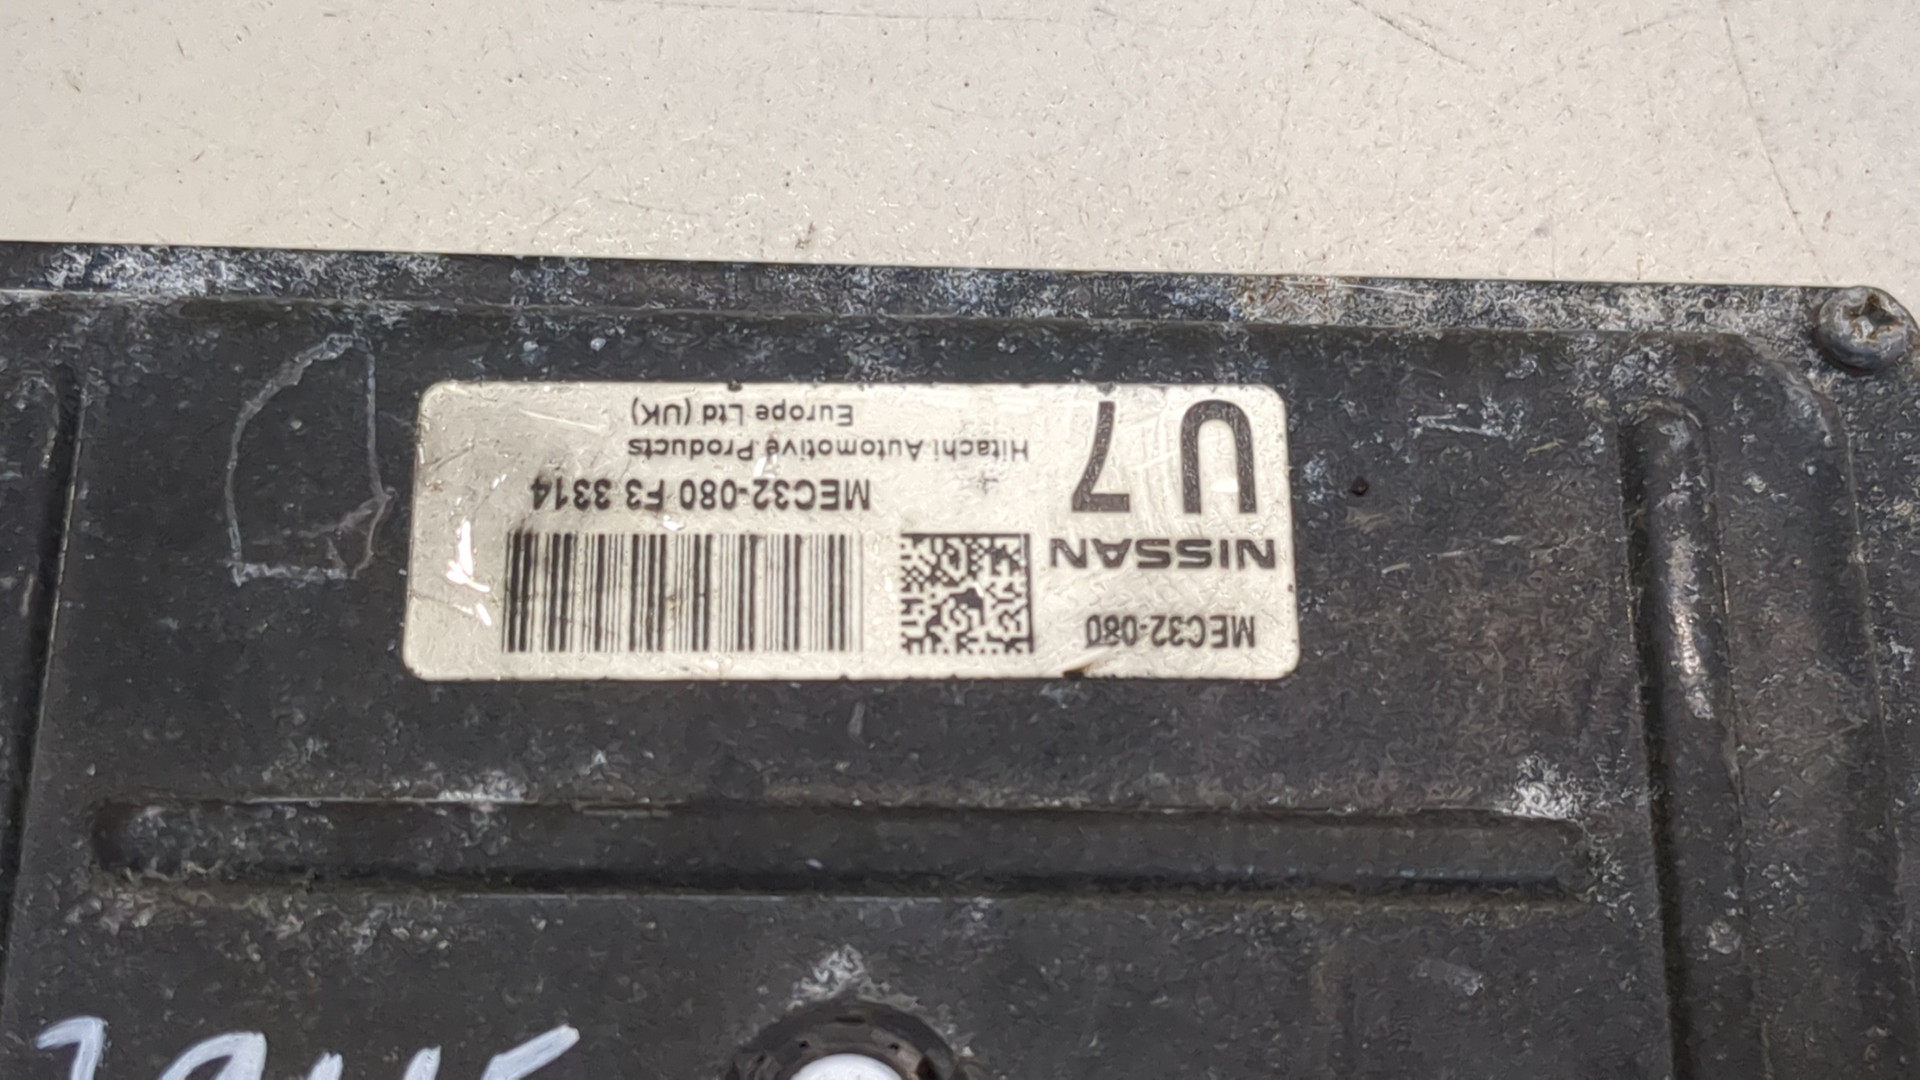 MEC32-080
NISSAN
U7
MEC32-080 F3 3314
Hitachi Automotive Products
Europe Ltd (UK)